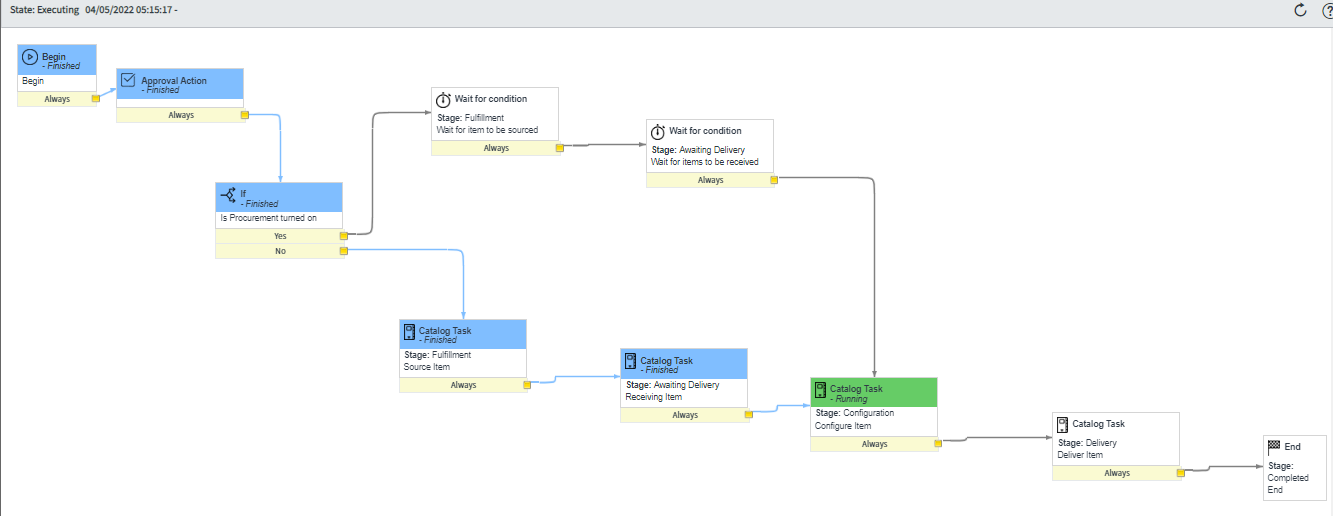 State: Executing 04/05/2022 05:15:17 -
Begin
- Finished
Begin
Always
Approval Action
- Finished
Always
If
- Finished
Is Procurement turned on
Yes
No
Wait for condition
Stage: Fulfillment
Wait for item to be sourced
Always
Wait for condition
Stage: Awaiting Delivery
Wait for items to be received
Always
Catalog Task
- Finished
Stage: Fulfillment
Source Item
Always
Catalog Task
- Finished
Stage: Awaiting Delivery
Receiving Item
Always
Catalog Task
- Running
Stage: Configuration
Configure Item
Always
Catalog Task
Stage: Delivery
Deliver Item
Always
End
Stage:
Completed
End